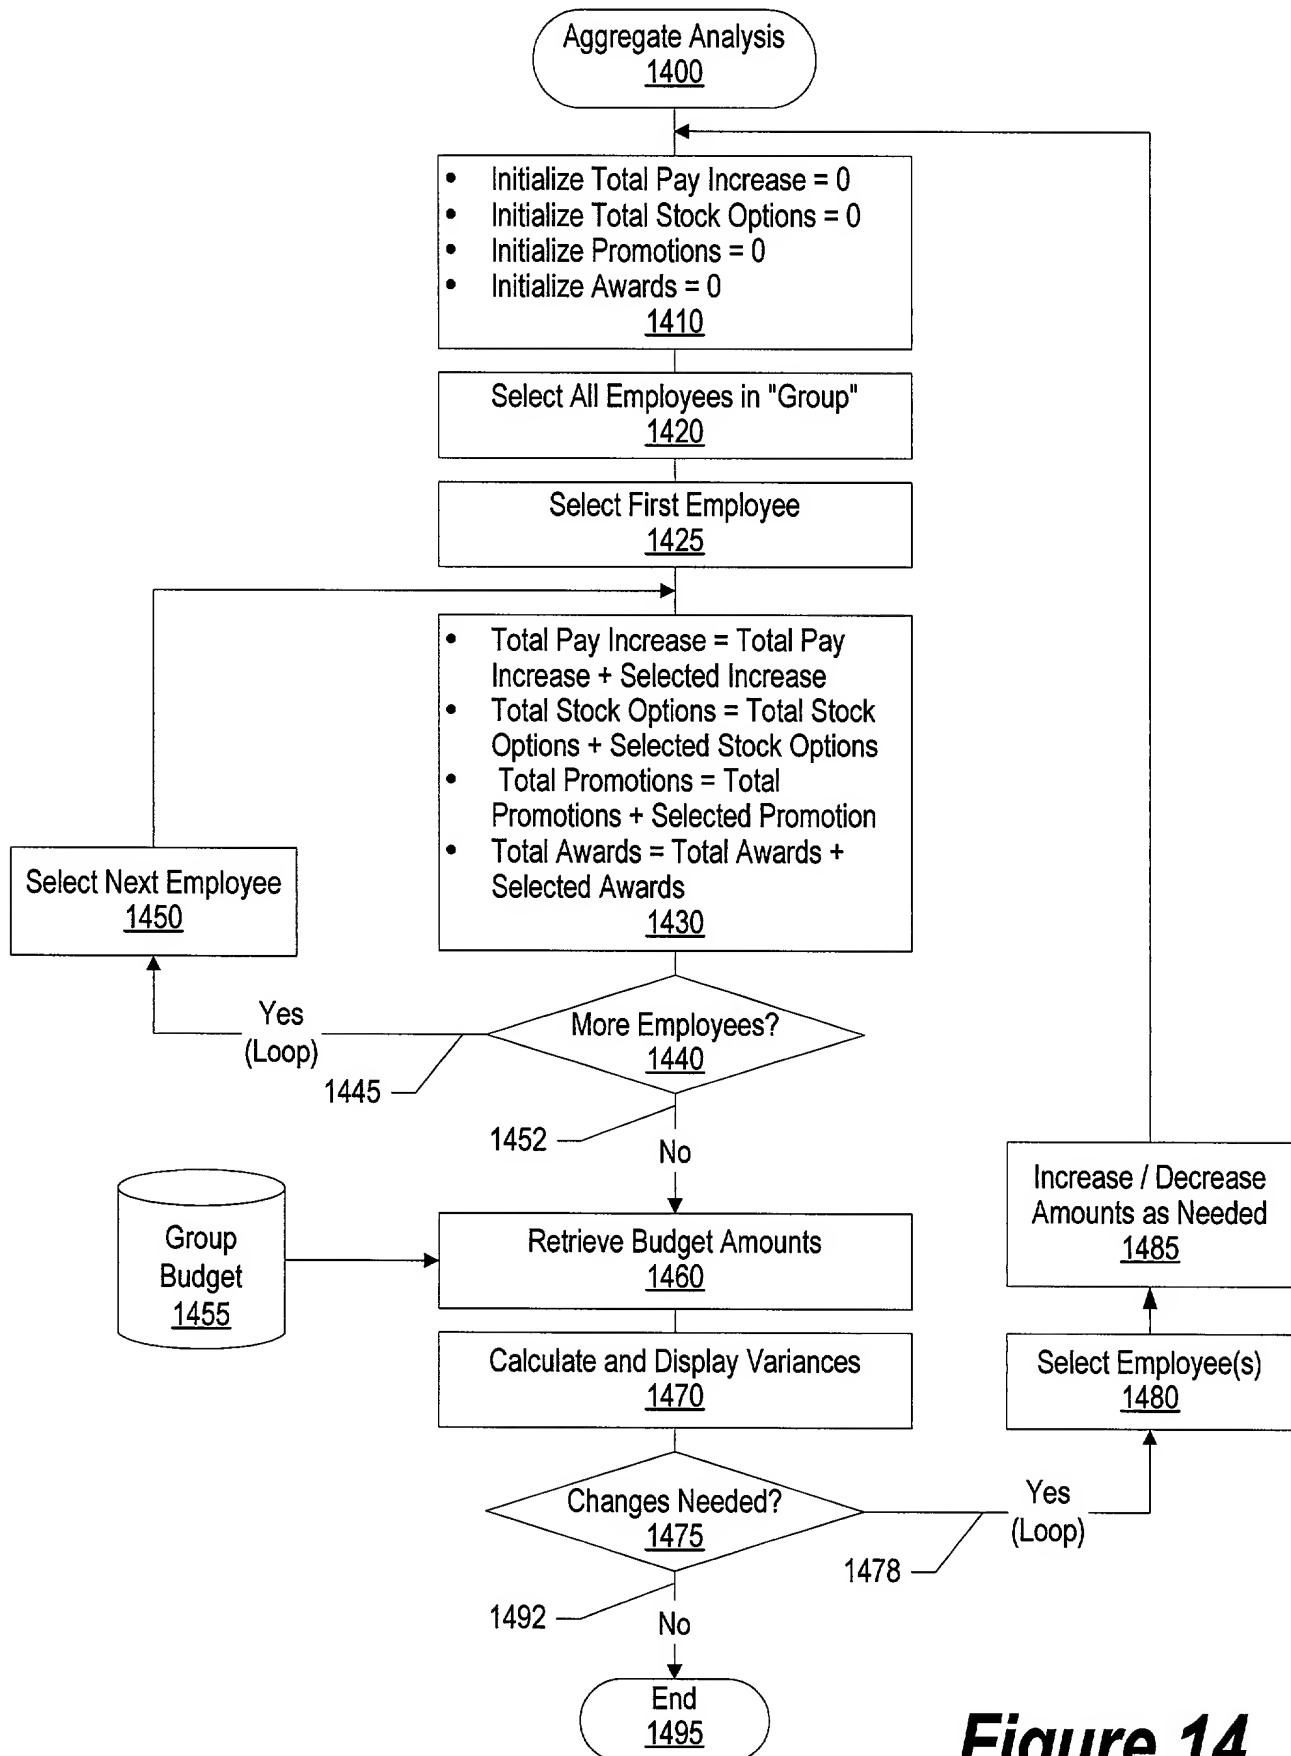 Aggregate Analysis
1400
• Initialize Total Pay Increase = 0
• Initialize Total Stock Options = 0
• Initialize Promotions = 0
• Initialize Awards = 0
1410
Select All Employees in "Group"
1420
Select First Employee
1425
• Total Pay Increase = Total Pay
Increase + Selected Increase
• Total Stock Options = Total Stock
Options + Selected Stock Options
• Total Promotions = Total
Promotions + Selected Promotion
• Total Awards = Total Awards +
Selected Awards
1430
Select Next Employee
1450
Yes
(Loop)
1445
More Employees?
1440
1452
No
Group
Budget
1455
Retrieve Budget Amounts
1460
Calculate and Display Variances
1470
Increase / Decrease
Amounts as Needed
1485
Select Employee(s)
1480
Changes Needed?
1475
Yes
(Loop)
1478
1492
No
End
1495
Figure 14